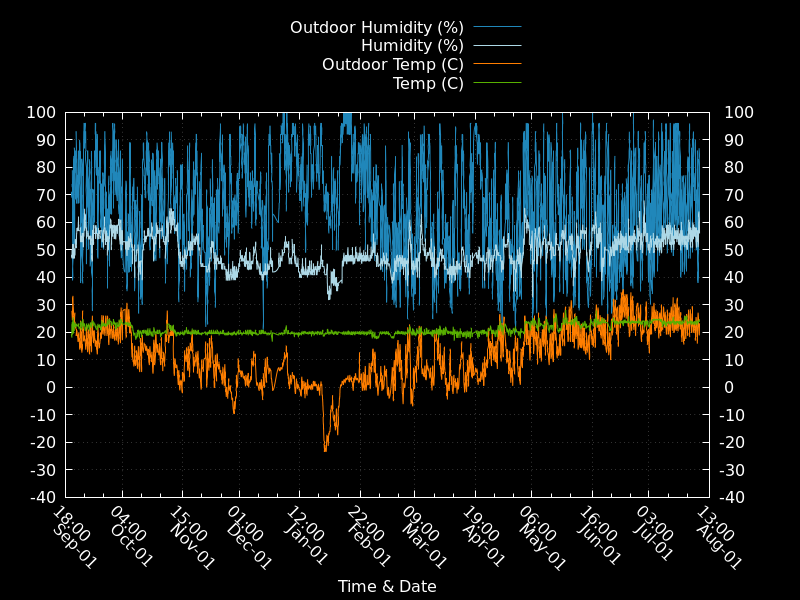 Outdoor Humidity (%)
Humidity (%)
Outdoor Temp (C)
Temp (C)
100 100
90 90
80 80
70 70
60 60
50 50
40 40
30 30
20 20
10 10
0 0
-10 -10
-20 -20
-30 -30
-40 -40
18:00 Sep-01
04:00 Oct-01
15:00 Nov-01
01:00 Dec-01
12:00 Jan-01
22:00 Feb-01
09:00 Mar-01
19:00 Apr-01
06:00 May-01
16:00 Jun-01
03:00 Jul-01
13:00 Aug-01
Time & Date